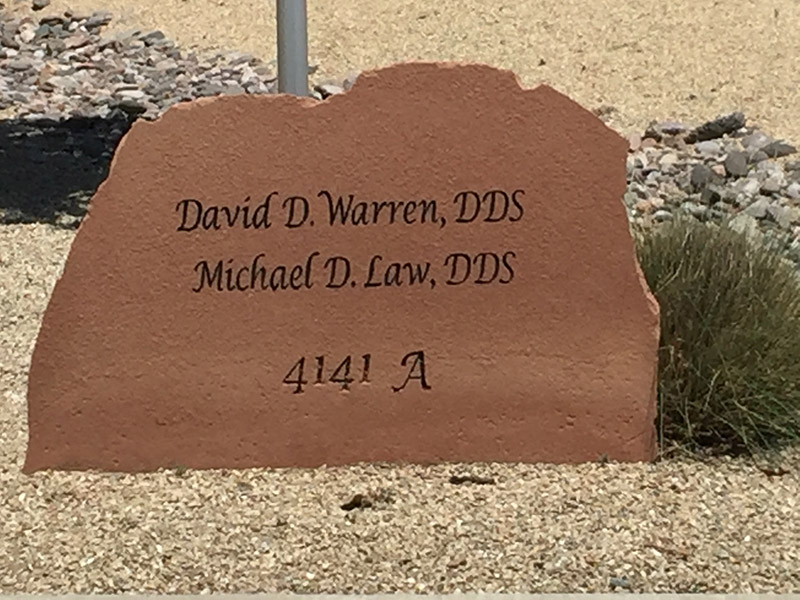 David D. Warren, DDS
Michael D. Law, DDS
4141 A